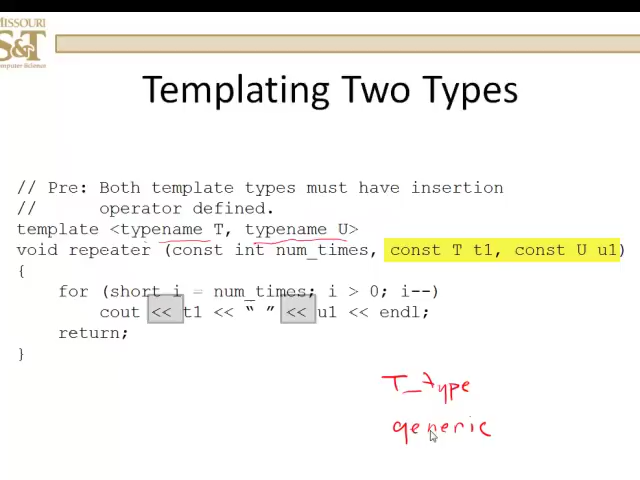 MISSOURI
S&T
Computer Science
Templating Two Types
// Pre: Both template types must have insertion
// operator defined.
template <typename T, typename U>
void repeater (const int num_times, const T t1, const U u1)
{
for (short i = num_times; i > 0; i--)
cout << t1 << “ ” << u1 << endl;
return;
}
T_type
generic